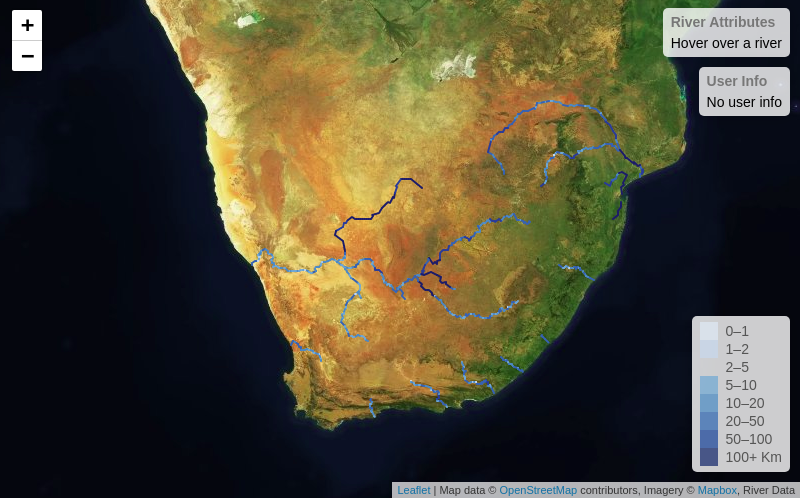 +
−
River Attributes
Hover over a river
User Info
No user info
0–1
1–2
2–5
5–10
10–20
20–50
50–100
100+ Km
Leaflet | Map data © OpenStreetMap contributors, Imagery © Mapbox, River Data